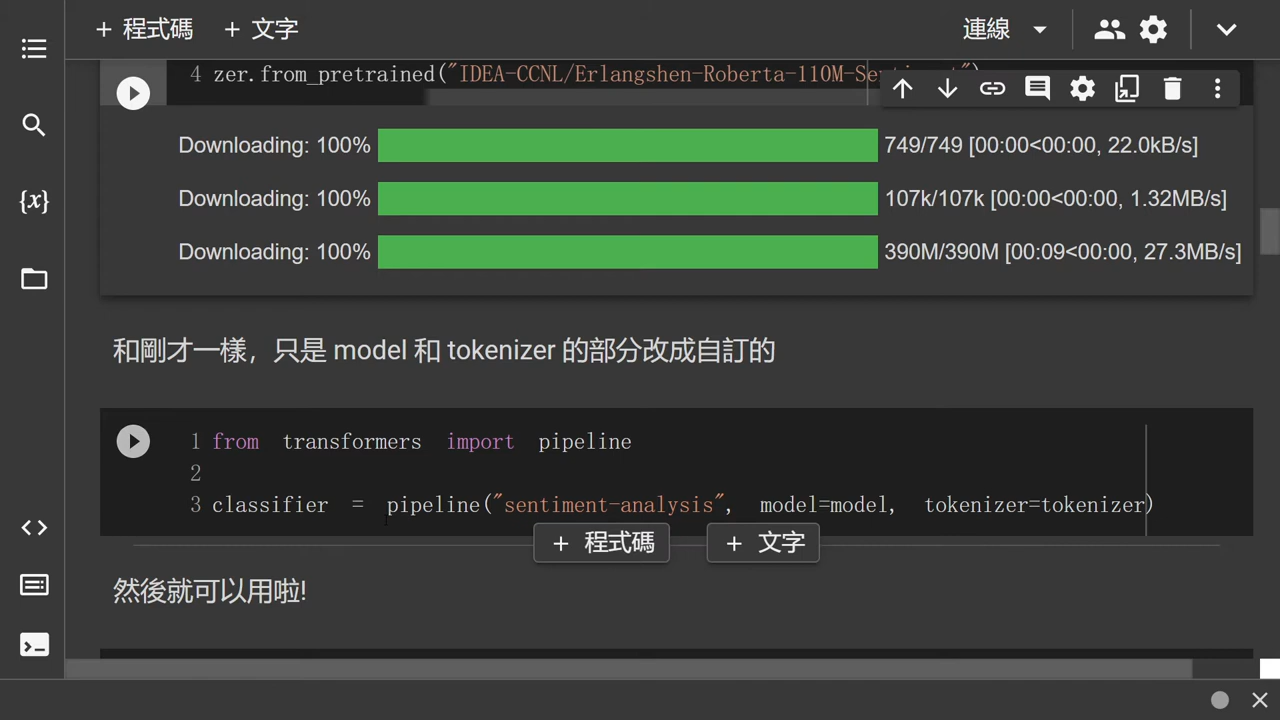 + 程式碼 + 文字 連線
4 zer.from_pretrained("IDEA-CCNL/Erlangshen-Roberta-110M-Sentiment")
Downloading: 100% 749/749 [00:00<00:00, 22.0kB/s]
Downloading: 100% 107k/107k [00:00<00:00, 1.32MB/s]
Downloading: 100% 390M/390M [00:09<00:00, 27.3MB/s]
和剛才一樣，只是 model 和 tokenizer 的部分改成自訂的
1 from transformers import pipeline
2
3 classifier = pipeline("sentiment-analysis", model=model, tokenizer=tokenizer)
+ 程式碼 + 文字
然後就可以用啦!